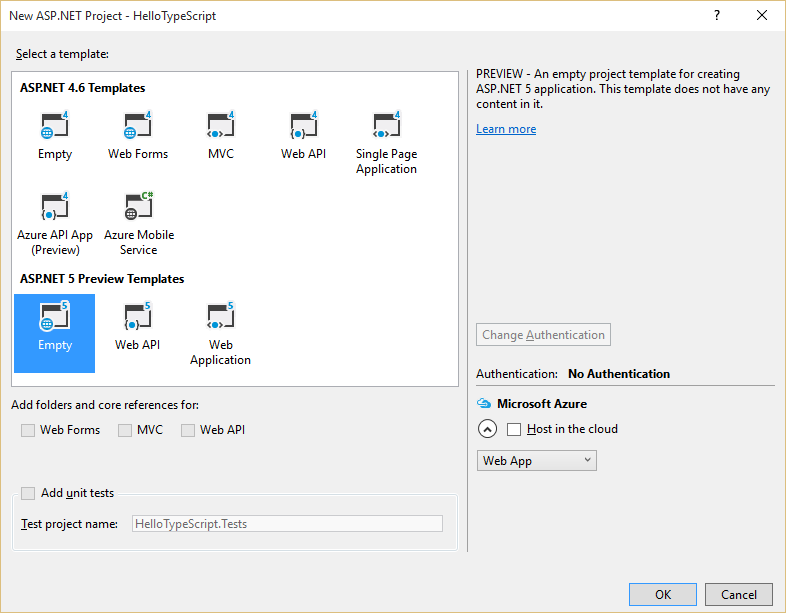 New ASP.NET Project - HelloTypeScript
?
Select a template:
ASP.NET 4.6 Templates
4 4 4 4 4
Empty Web Forms MVC Web API Single Page
Application
4 C#
Azure API App Azure Mobile
(Preview) Service
ASP.NET 5 Preview Templates
5 5 5
Empty Web API Web
Application
Add folders and core references for:
Web Forms MVC Web API
Add unit tests
Test project name: HelloTypeScript.Tests
PREVIEW - An empty project template for creating
ASP.NET 5 application. This template does not have any
content in it.
Learn more
Change Authentication
Authentication: No Authentication
Microsoft Azure
Host in the cloud
Web App
OK Cancel